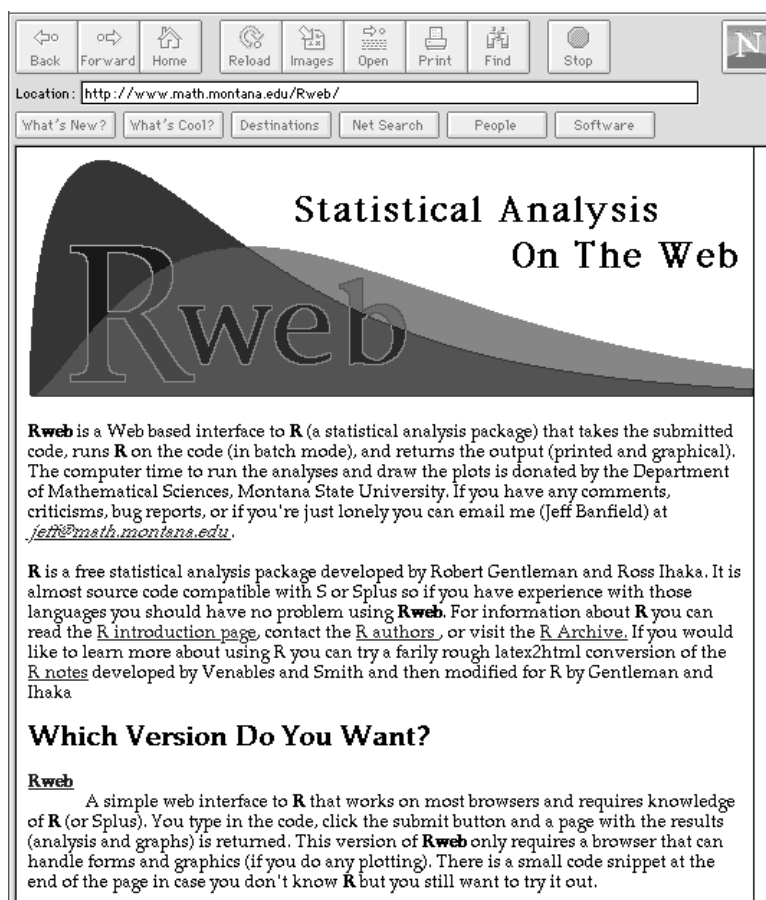 Back Forward Home Reload Images Open Print Find Stop N
Location: http://www.math.montana.edu/Rweb/
What's New? What's Cool? Destinations Net Search People Software
Statistical Analysis
On The Web
Rweb
Rweb is a Web based interface to R (a statistical analysis package) that takes the submitted
code, runs R on the code (in batch mode), and returns the output (printed and graphical).
The computer time to run the analyses and draw the plots is donated by the Department
of Mathematical Sciences, Montana State University. If you have any comments,
criticisms, bug reports, or if you're just lonely you can email me (Jeff Banfield) at
jeff@math.montana.edu.
R is a free statistical analysis package developed by Robert Gentleman and Ross Ihaka. It is
almost source code compatible with S or Splus so if you have experience with those
languages you should have no problem using Rweb. For information about R you can
read the R introduction page, contact the R authors , or visit the R Archive. If you would
like to learn more about using R you can try a farily rough latex2html conversion of the
R notes developed by Venables and Smith and then modified for R by Gentleman and
Ihaka
Which Version Do You Want?
Rweb
A simple web interface to R that works on most browsers and requires knowledge
of R (or Splus). You type in the code, click the submit button and a page with the results
(analysis and graphs) is returned. This version of Rweb only requires a browser that can
handle forms and graphics (if you do any plotting). There is a small code snippet at the
end of the page in case you don't know R but you still want to try it out.